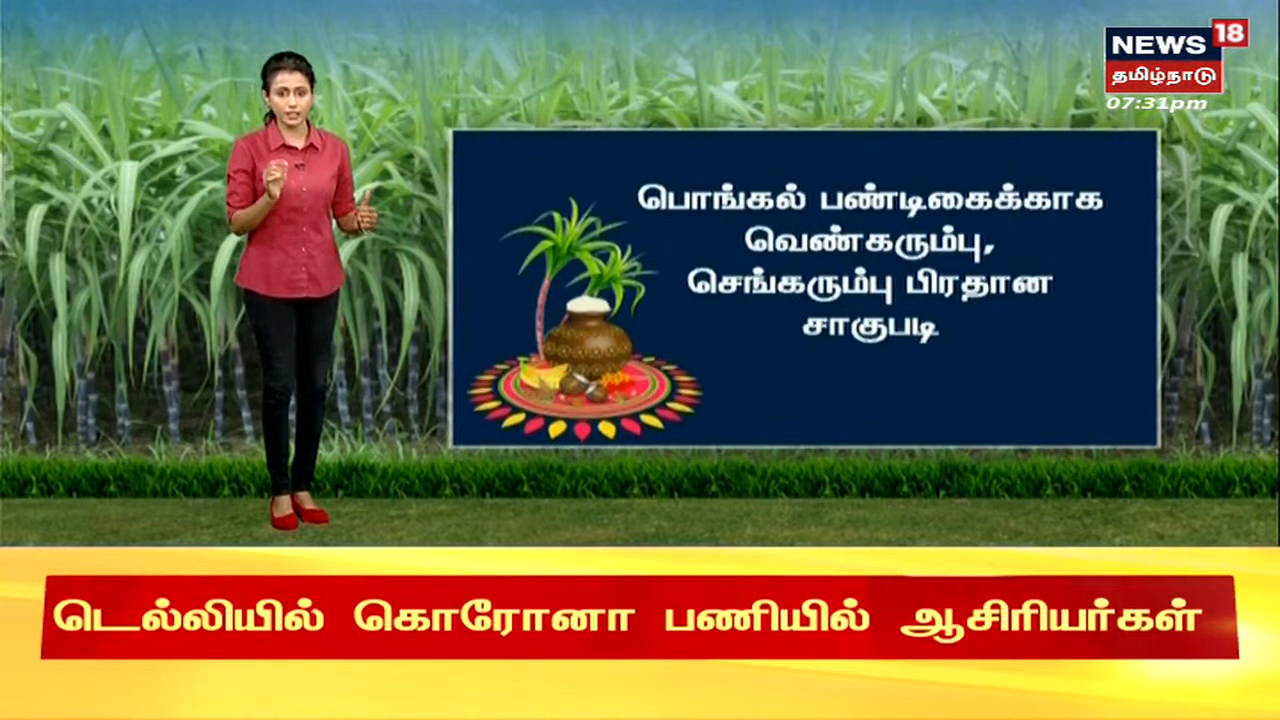 NEWS 18
தமிழ்நாடு
07:31pm
பொங்கல் பண்டிகைக்காக
வெண்கரும்பு,
செங்கரும்பு பிரதான
சாகுபடி
டெல்லியில் கொரோனா பணியில் ஆசிரியர்கள்